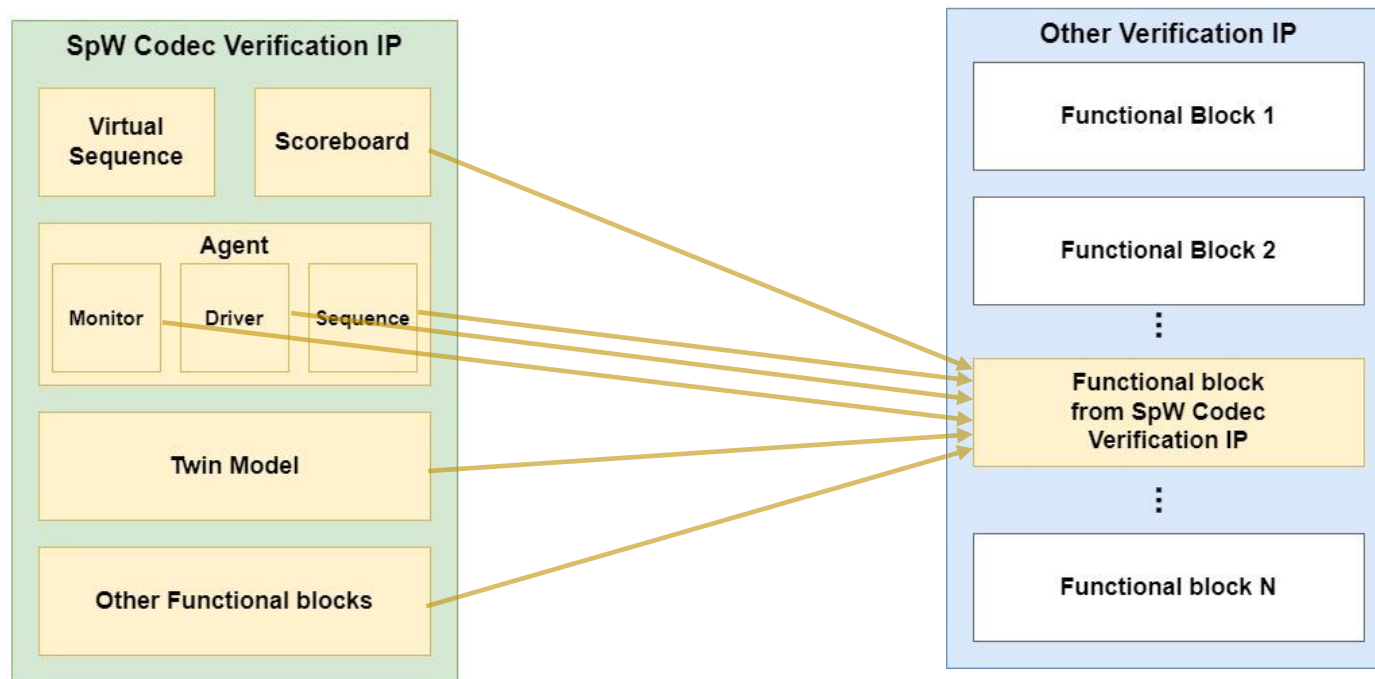 SpW Codec Verification IP
Virtual
Sequence
Scoreboard
Agent
Monitor
Driver
Sequence
Twin Model
Other Functional blocks
Other Verification IP
Functional Block 1
Functional Block 2
⋮
Functional block
from SpW Codec
Verification IP
⋮
Functional block N